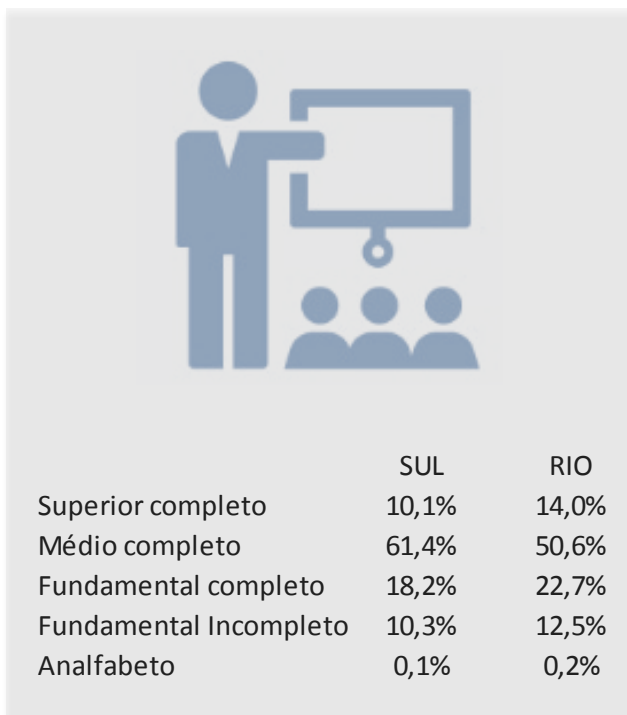 SUL RIO
Superior completo 10,1% 14,0%
Médio completo 61,4% 50,6%
Fundamental completo 18,2% 22,7%
Fundamental Incompleto 10,3% 12,5%
Analfabeto 0,1% 0,2%